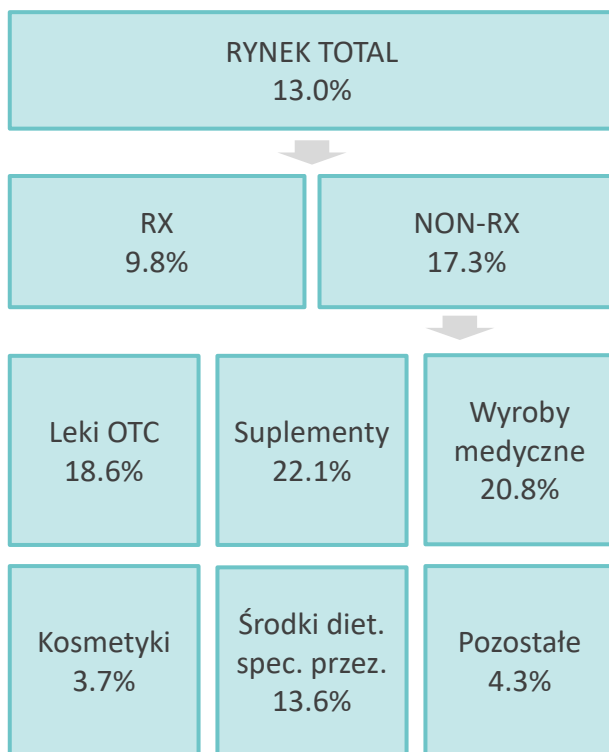 RYNEK TOTAL
13.0%
RX
9.8%
NON-RX
17.3%
Leki OTC
18.6%
Suplementy
22.1%
Wyroby
medyczne
20.8%
Kosmetyki
3.7%
Środki diet.
spec. przez.
13.6%
Pozostałe
4.3%